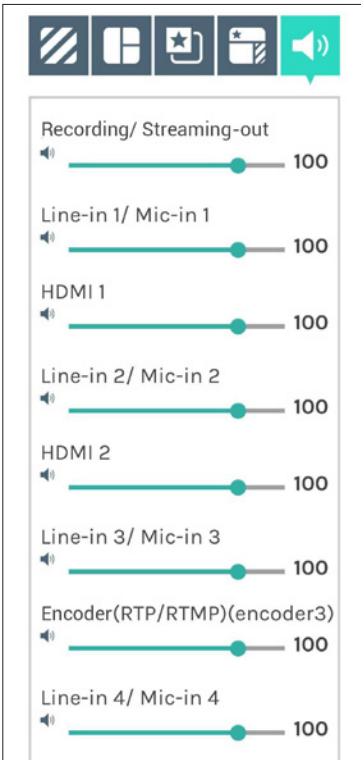 Recording/ Streaming-out
100
Line-in 1/ Mic-in 1
100
HDMI 1
100
Line-in 2/ Mic-in 2
100
HDMI 2
100
Line-in 3/ Mic-in 3
100
Encoder(RTP/RTMP)(encoder3)
100
Line-in 4/ Mic-in 4
100